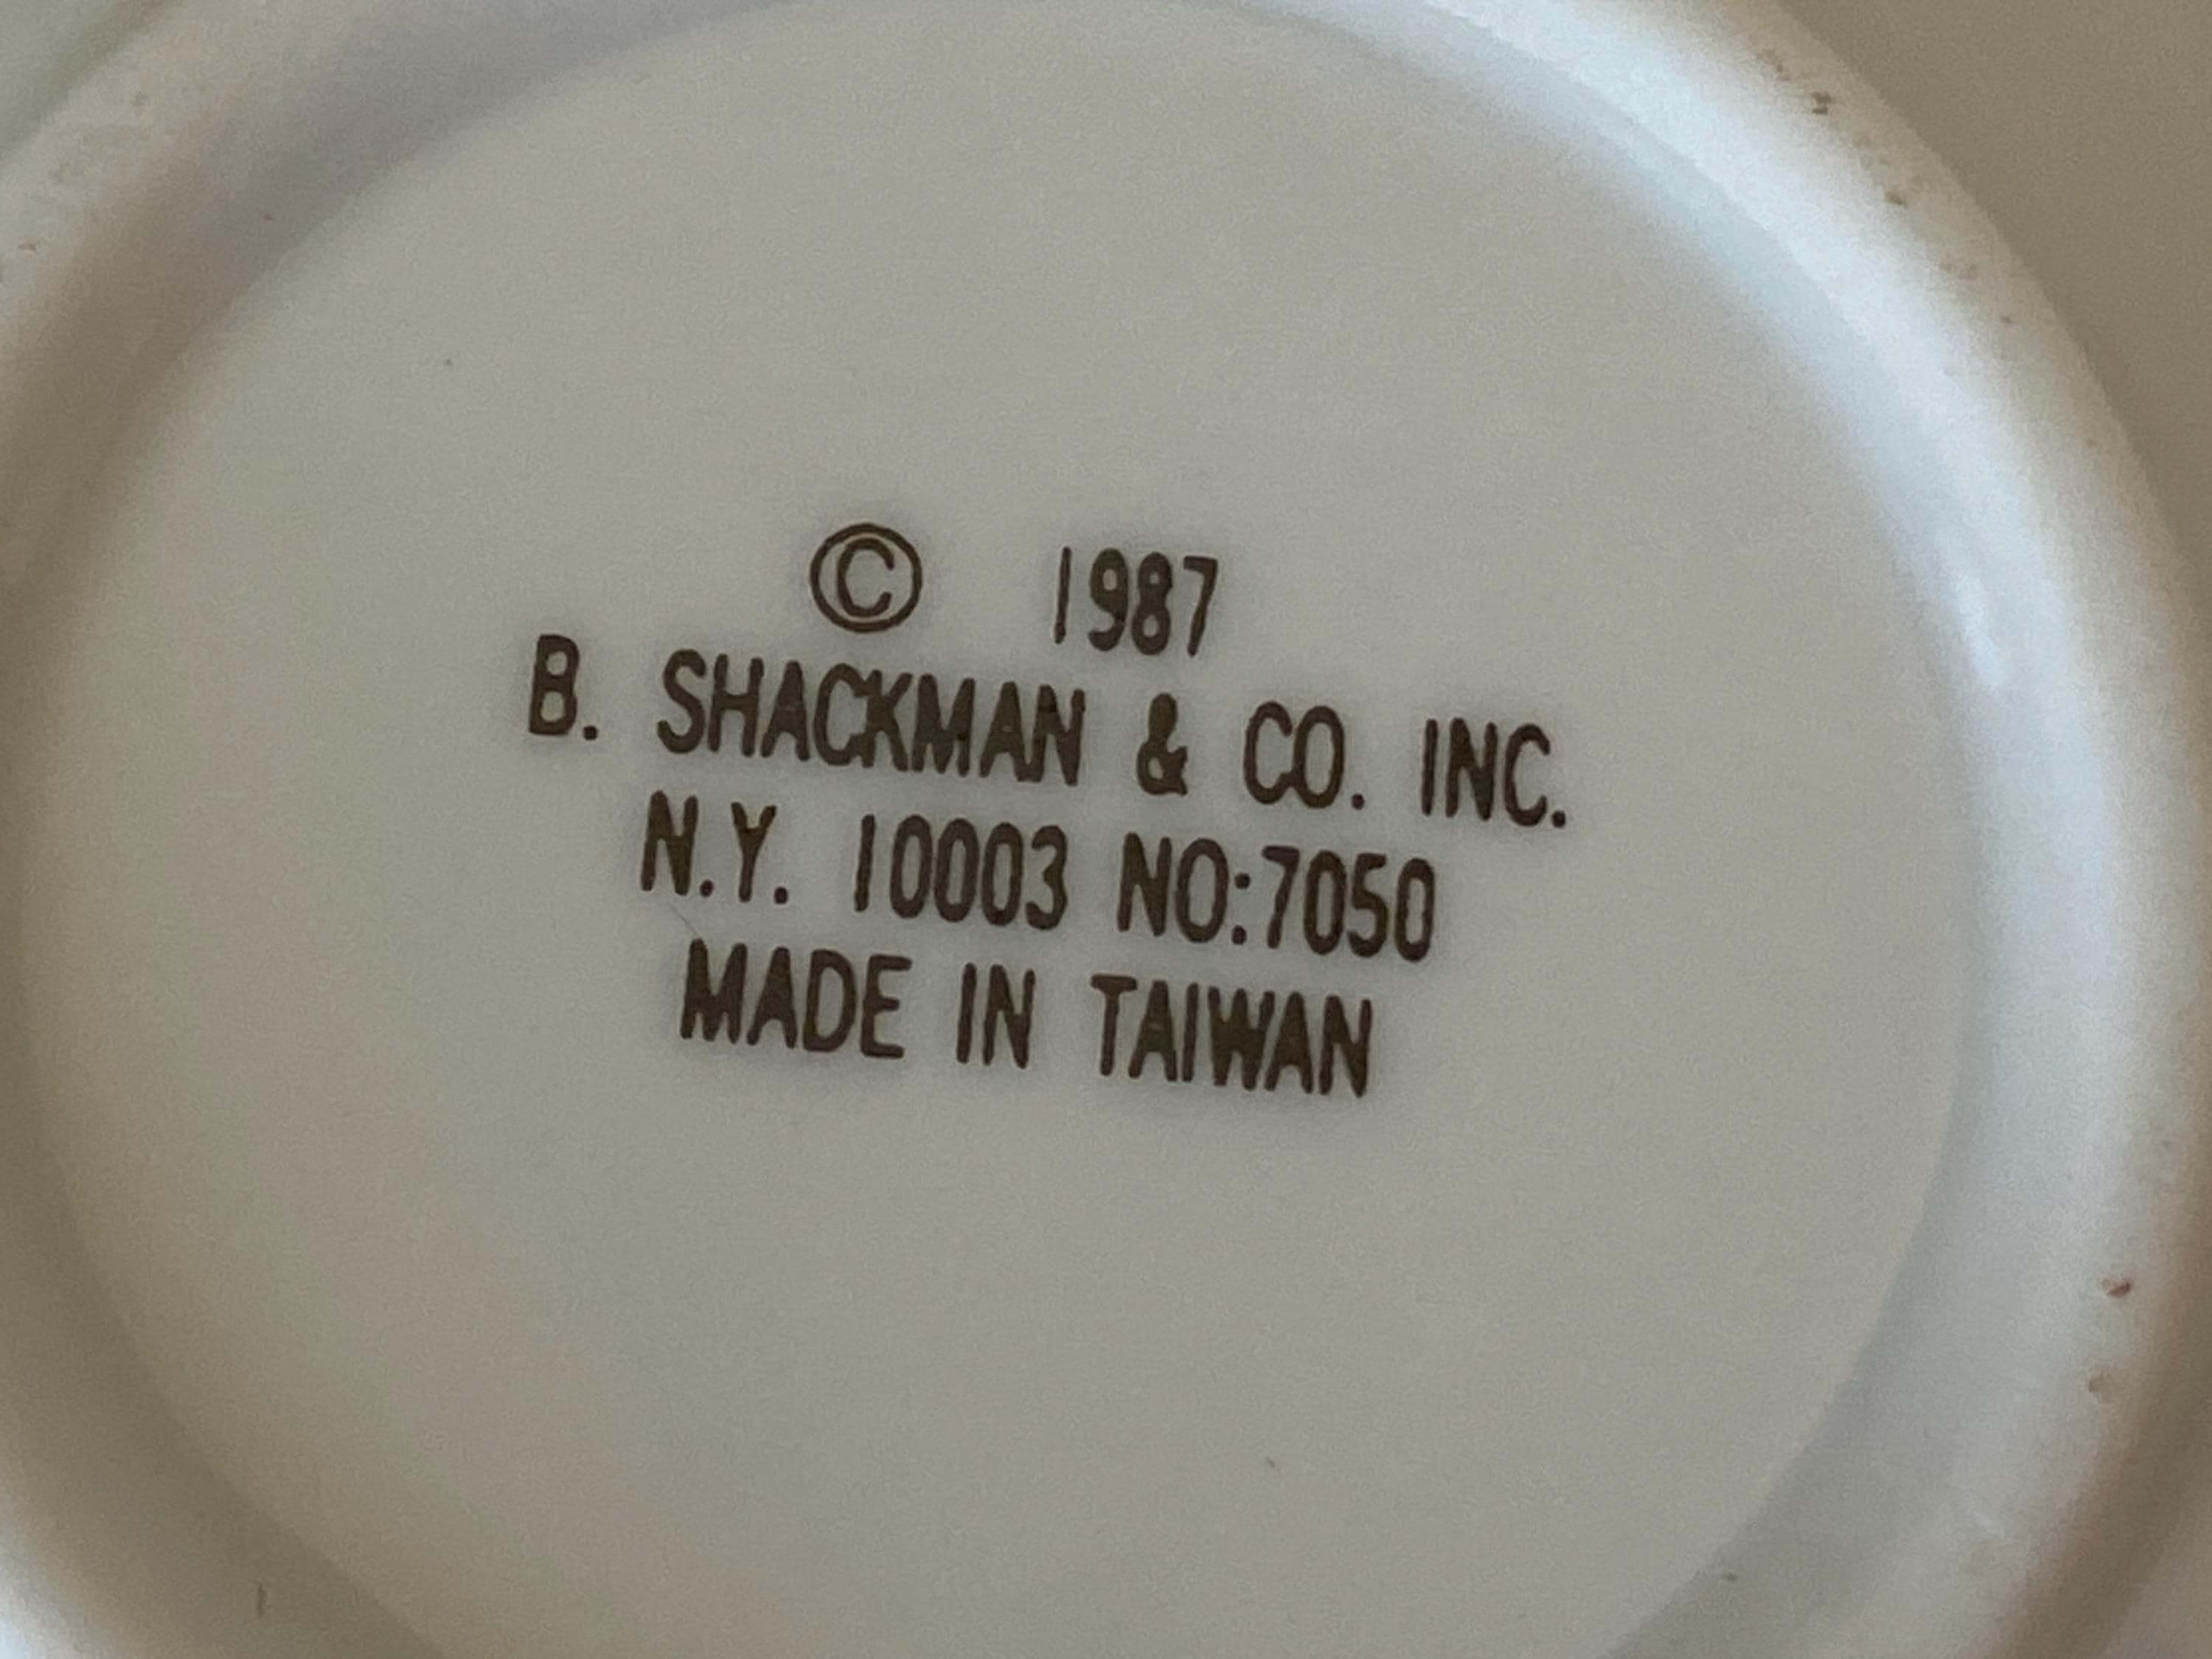 © 1987
B. SHACKMAN & CO. INC.
N.Y. 10003 NO:7050
MADE IN TAIWAN